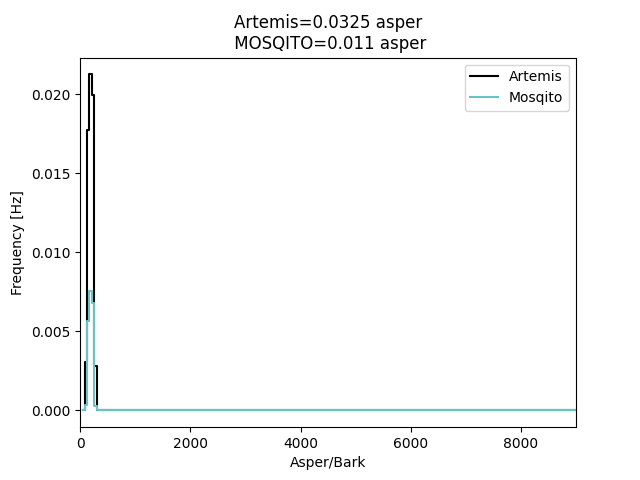 Artemis=0.0325 asper
MOSQITO=0.011 asper
Artemis
Mosqito
0.020
0.015
0.010
0.005
0.000
Frequency [Hz]
0
2000
4000
6000
8000
Asper/Bark